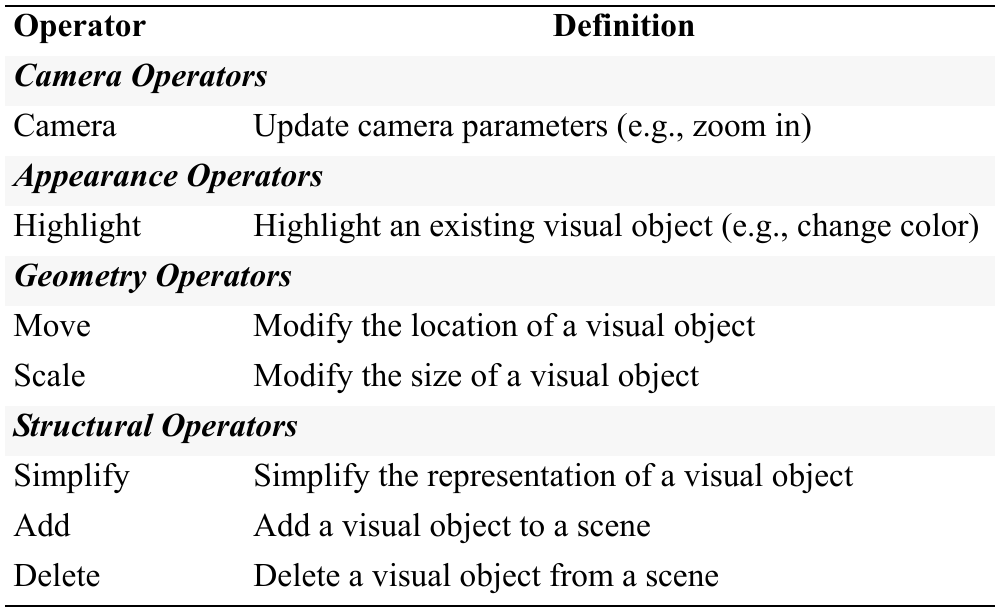 Operator Definition
Camera Operators
Camera Update camera parameters (e.g., zoom in)
Appearance Operators
Highlight Highlight an existing visual object (e.g., change color)
Geometry Operators
Move Modify the location of a visual object
Scale Modify the size of a visual object
Structural Operators
Simplify Simplify the representation of a visual object
Add Add a visual object to a scene
Delete Delete a visual object from a scene